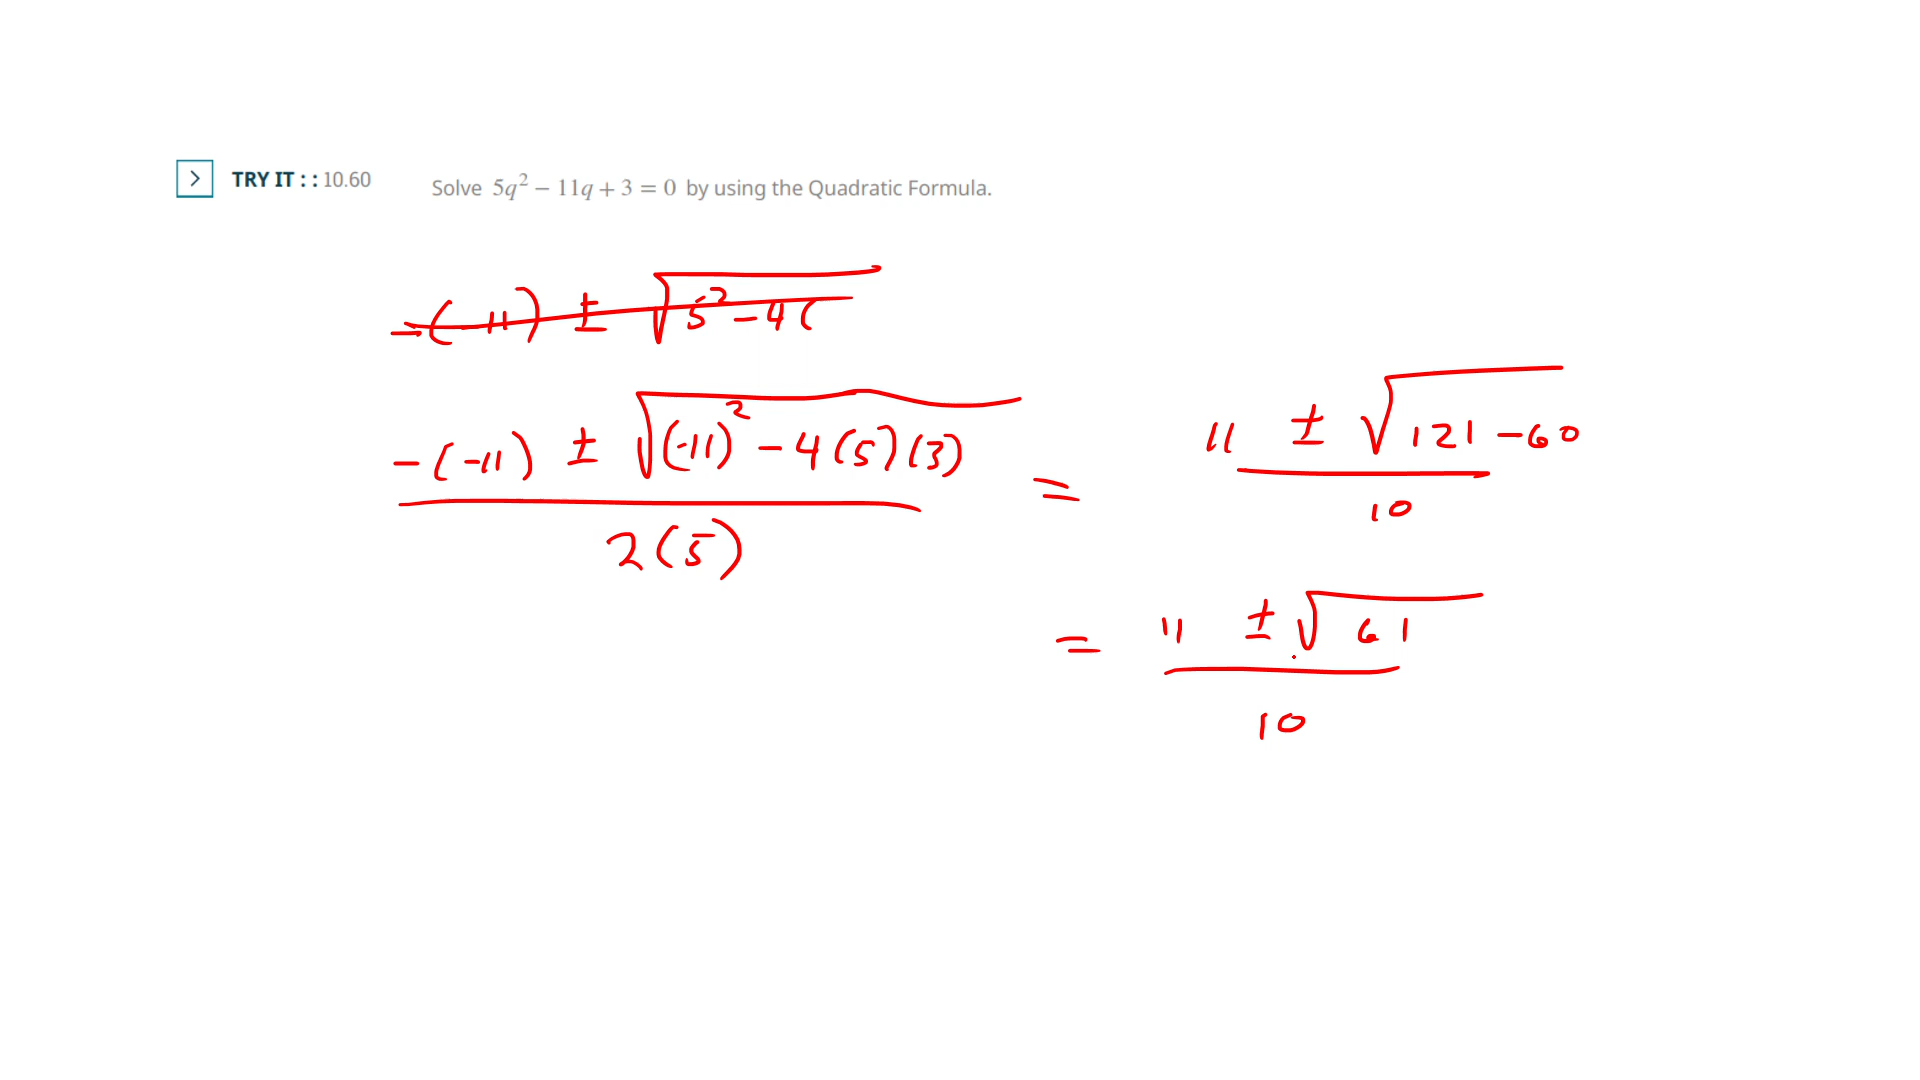 > TRY IT : : 10.60 Solve 5q² − 11q + 3 = 0 by using the Quadratic Formula.
-(-11) ± √(5² - 4(
-(-11) ± √((-11)² - 4(5)(3))
2(5)
= 11 ± √(121 - 60)
10
= 11 ± √61
10